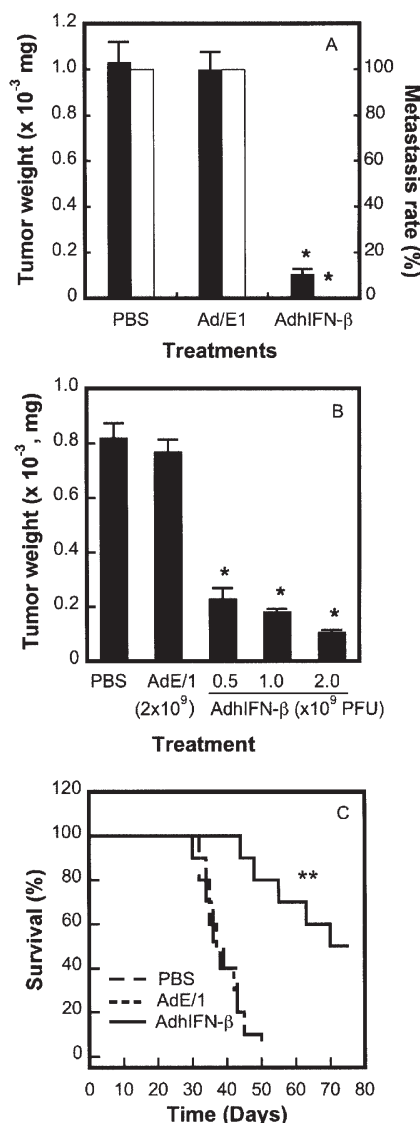 A
Tumor weight (x 10⁻³ mg)
1.2
1.0
0.8
0.6
0.4
0.2
0
Metastasis rate (%)
100
80
60
40
20
0
*
*
PBS
Ad/E1
AdhIFN-β
Treatments
B
Tumor weight (x 10⁻³, mg)
1.0
0.8
0.6
0.4
0.2
0
*
*
*
PBS
AdE/1
0.5
1.0
2.0
(2x10⁹)
AdhIFN-β (x10⁹ PFU)
Treatment
C
Survival (%)
120
100
80
60
40
20
0
**
PBS
AdE/1
AdhIFN-β
0 10 20 30 40 50 60 70 80
Time (Days)